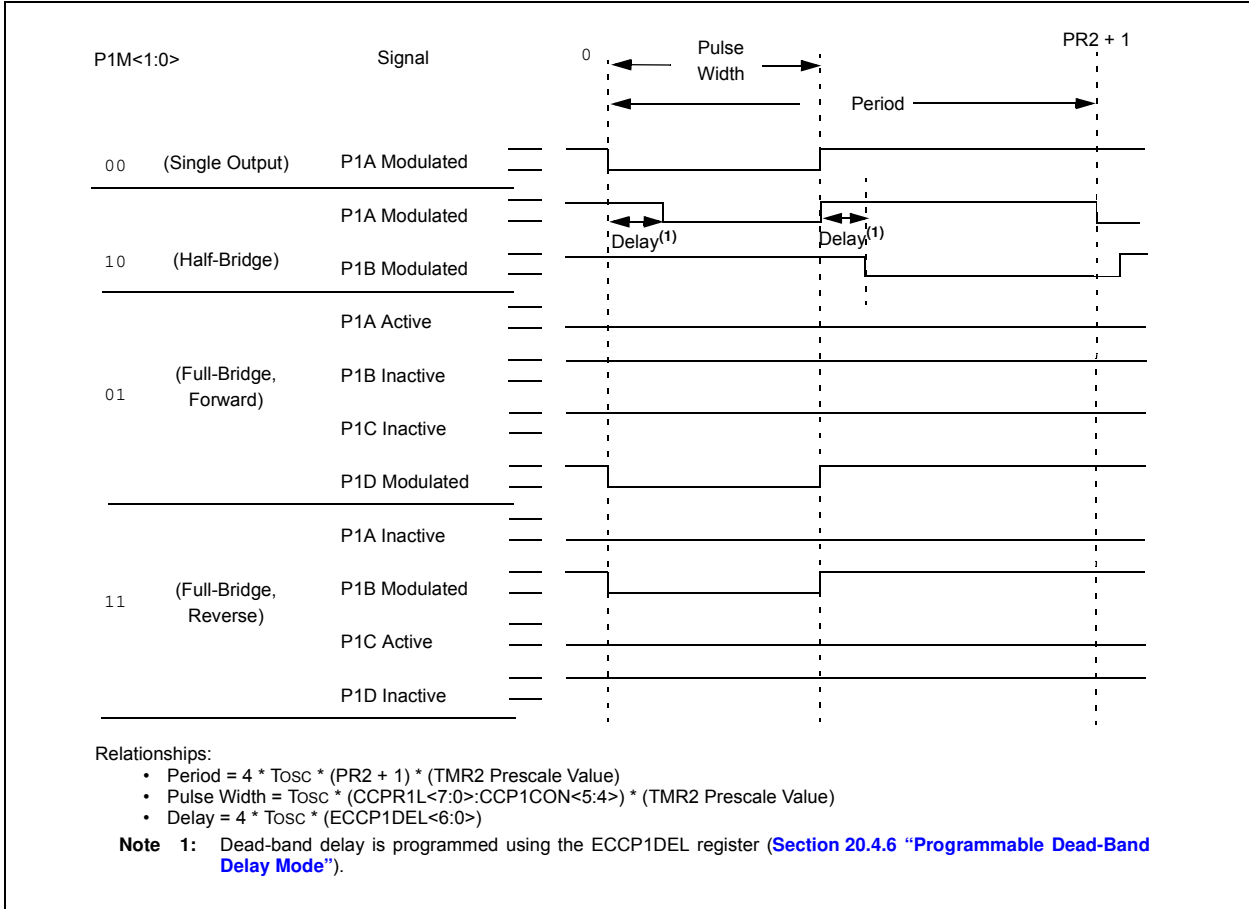 P1M<1:0> Signal 0 Pulse Width PR2 + 1
Period
00 (Single Output) P1A Modulated
P1A Modulated
Delay(1) Delay(1)
10 (Half-Bridge) P1B Modulated
P1A Active
01 (Full-Bridge, Forward) P1B Inactive
P1C Inactive
P1D Modulated
P1A Inactive
11 (Full-Bridge, Reverse) P1B Modulated
P1C Active
P1D Inactive
Relationships:
• Period = 4 * TOSC * (PR2 + 1) * (TMR2 Prescale Value)
• Pulse Width = TOSC * (CCPR1L<7:0>:CCP1CON<5:4>) * (TMR2 Prescale Value)
• Delay = 4 * TOSC * (ECCP1DEL<6:0>)
Note 1: Dead-band delay is programmed using the ECCP1DEL register (Section 20.4.6 “Programmable Dead-Band
Delay Mode”).